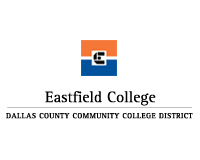 E
Eastfield College
DALLAS COUNTY COMMUNITY COLLEGE DISTRICT